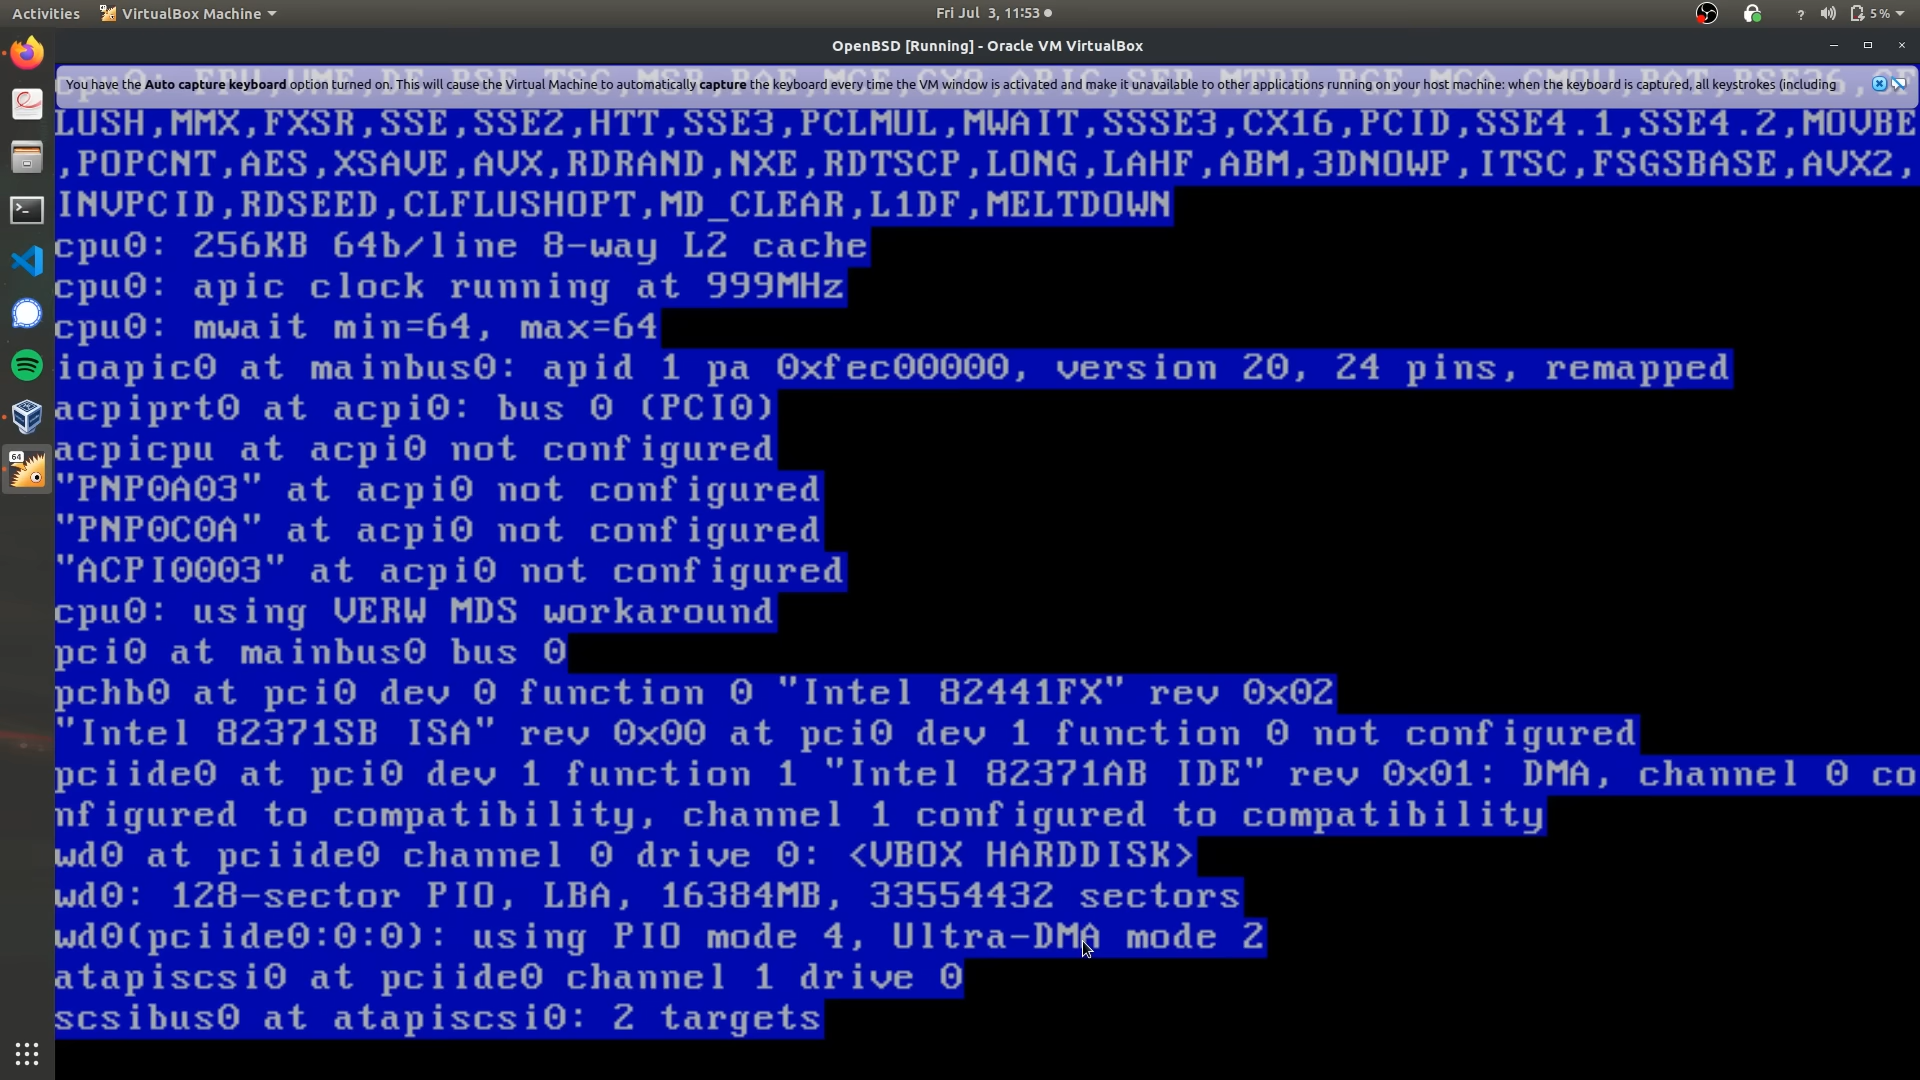 Activities
VirtualBox Machine
Fri Jul 3, 11:53
?
5 %
OpenBSD [Running] - Oracle VM VirtualBox
You have the Auto capture keyboard option turned on. This will cause the Virtual Machine to automatically capture the keyboard every time the VM window is activated and make it unavailable to other applications running on your host machine: when the keyboard is captured, all keystrokes (including
LUSH,MMX,FXSR,SSE,SSE2,HTT,SSE3,PCLMUL,MWAIT,SSSE3,CX16,PCID,SSE4.1,SSE4.2,MOVBE
,POPCNT,AES,XSAVE,AVX,RDRAND,NXE,RDTSCP,LONG,LAHF,ABM,3DNOWP,ITSC,FSGSBASE,AVX2,
INVPCID,RDSEED,CLFLUSHOPT,MD_CLEAR,L1DF,MELTDOWN
cpu0: 256KB 64b/line 8-way L2 cache
cpu0: apic clock running at 999MHz
cpu0: mwait min=64, max=64
ioapic0 at mainbus0: apid 1 pa 0xfec00000, version 20, 24 pins, remapped
acpiprt0 at acpi0: bus 0 (PCI0)
acpicpu at acpi0 not configured
"PNP0A03" at acpi0 not configured
"PNP0C0A" at acpi0 not configured
"ACPI0003" at acpi0 not configured
cpu0: using VERW MDS workaround
pci0 at mainbus0 bus 0
pchb0 at pci0 dev 0 function 0 "Intel 82441FX" rev 0x02
"Intel 82371SB ISA" rev 0x00 at pci0 dev 1 function 0 not configured
pciide0 at pci0 dev 1 function 1 "Intel 82371AB IDE" rev 0x01: DMA, channel 0 co
nfigured to compatibility, channel 1 configured to compatibility
wd0 at pciide0 channel 0 drive 0: <VBOX HARDDISK>
wd0: 128-sector PIO, LBA, 16384MB, 33554432 sectors
wd0(pciide0:0:0): using PIO mode 4, Ultra-DMA mode 2
atapiscsi0 at pciide0 channel 1 drive 0
scsibus0 at atapiscsi0: 2 targets
64